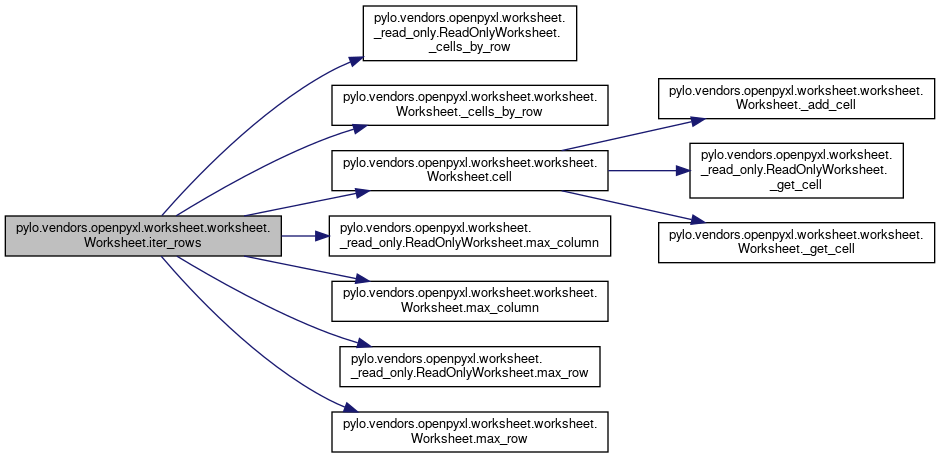 pylo.vendors.openpyxl.worksheet.
_read_only.ReadOnlyWorksheet.
_cells_by_row
pylo.vendors.openpyxl.worksheet.worksheet.
Worksheet._cells_by_row
pylo.vendors.openpyxl.worksheet.worksheet.
Worksheet._add_cell
pylo.vendors.openpyxl.worksheet.worksheet.
Worksheet.cell
pylo.vendors.openpyxl.worksheet.
_read_only.ReadOnlyWorksheet.
_get_cell
pylo.vendors.openpyxl.worksheet.worksheet.
Worksheet.iter_rows
pylo.vendors.openpyxl.worksheet.
_read_only.ReadOnlyWorksheet.max_column
pylo.vendors.openpyxl.worksheet.worksheet.
Worksheet._get_cell
pylo.vendors.openpyxl.worksheet.worksheet.
Worksheet.max_column
pylo.vendors.openpyxl.worksheet.
_read_only.ReadOnlyWorksheet.max_row
pylo.vendors.openpyxl.worksheet.worksheet.
Worksheet.max_row